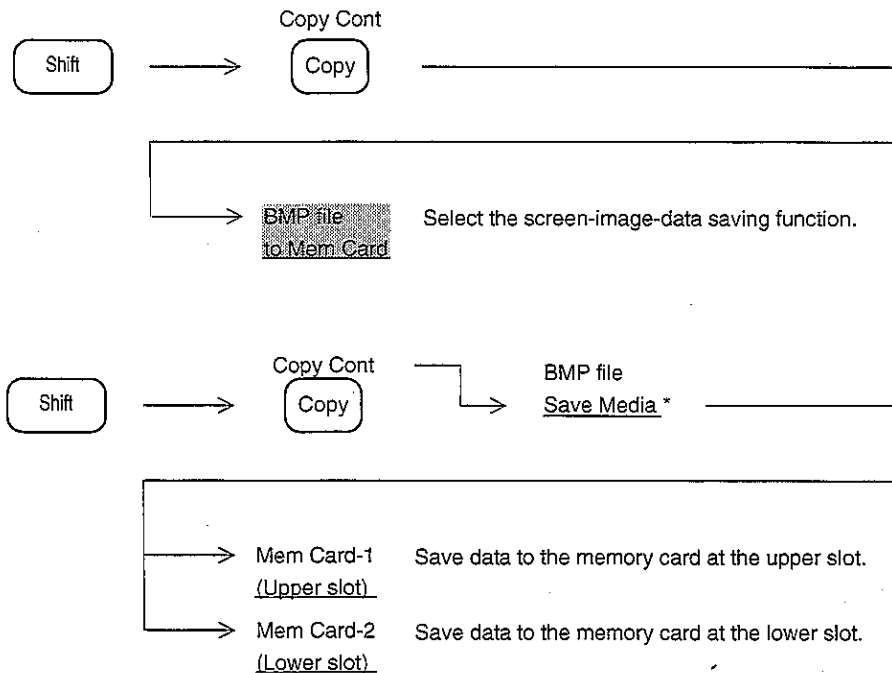 Copy Cont
Shift
Copy
BMP file
to Mem Card
Select the screen-image-data saving function.
Copy Cont
Shift
Copy
BMP file
Save Media *
Mem Card-1
(Upper slot)
Save data to the memory card at the upper slot.
Mem Card-2
(Lower slot)
Save data to the memory card at the lower slot.